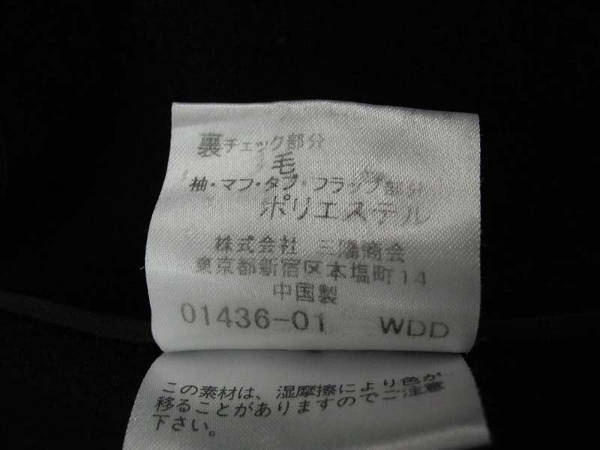 裏チェック部分
毛
袖・マフ・タブ・フラップ部分
ポリエステル
株式会社 三陽商会
東京都新宿区本塩町14
中国製
01436-01 WDD
この素材は、湿摩擦により色が
移ることがありますのでご注意
下さい。